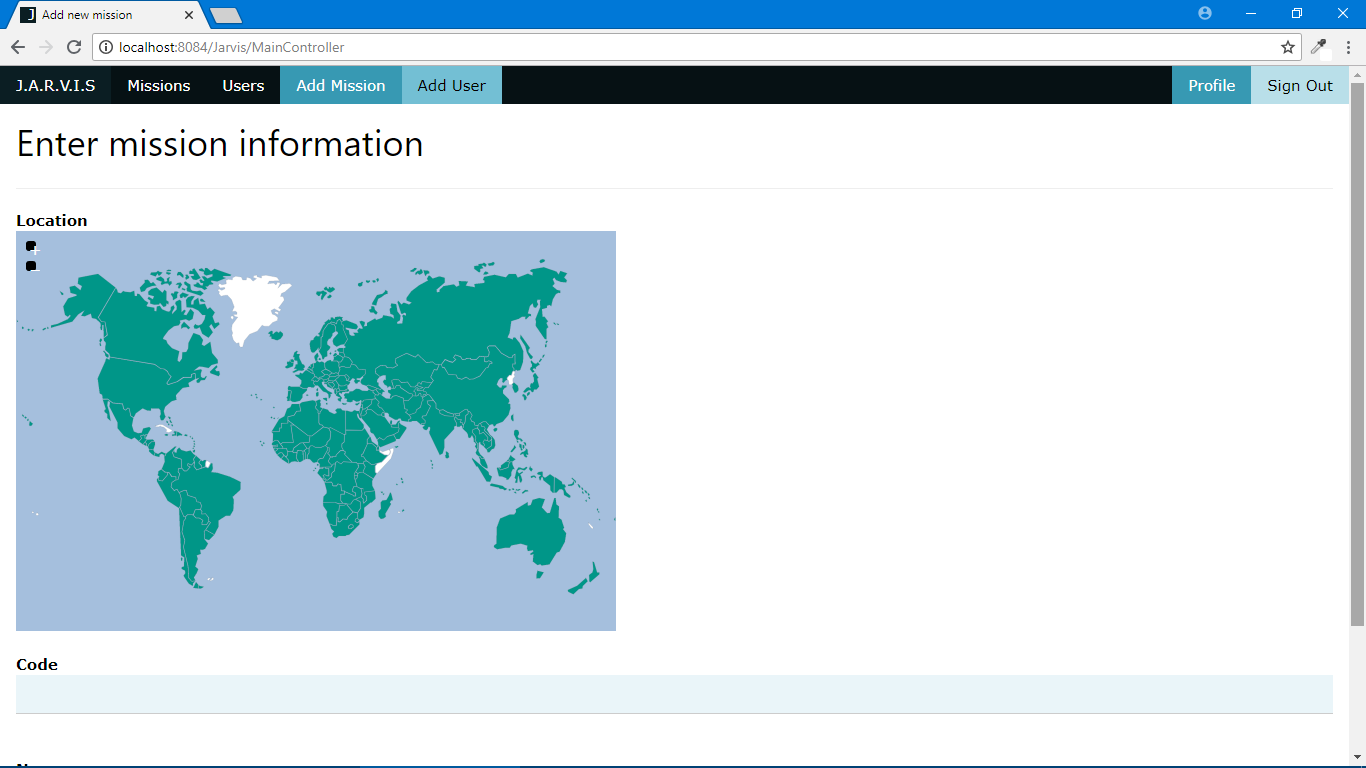 Add new mission
localhost:8084/Jarvis/MainController
J.A.R.V.I.S Missions Users Add Mission Add User Profile Sign Out
Enter mission information
Location
+
−
Code